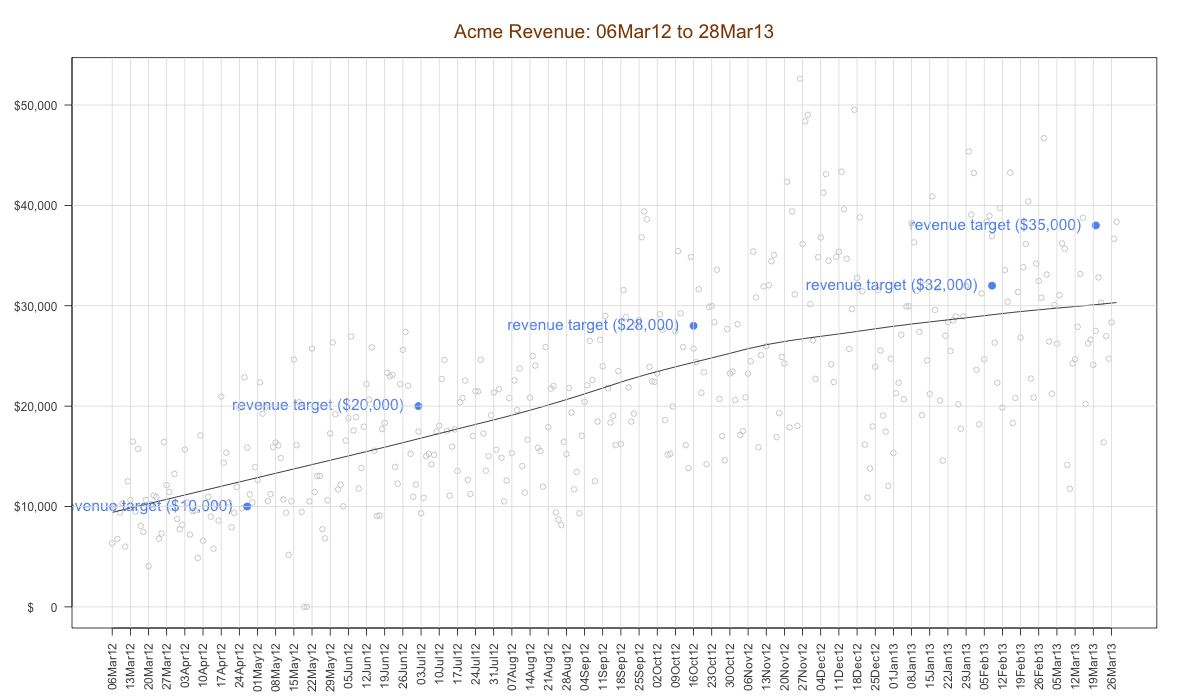 Acme Revenue: 06Mar12 to 28Mar13
$50,000
$40,000
revenue target ($35,000)
$30,000
revenue target ($32,000)
revenue target ($28,000)
$20,000
revenue target ($20,000)
$10,000
venue target ($10,000)
$ 0
06Mar12
13Mar12
20Mar12
27Mar12
03Apr12
10Apr12
17Apr12
24Apr12
01May12
08May12
15May12
22May12
29May12
05Jun12
12Jun12
19Jun12
26Jun12
03Jul12
10Jul12
17Jul12
24Jul12
31Jul12
07Aug12
14Aug12
21Aug12
28Aug12
04Sep12
11Sep12
18Sep12
25Sep12
02Oct12
09Oct12
16Oct12
23Oct12
30Oct12
06Nov12
13Nov12
20Nov12
27Nov12
04Dec12
11Dec12
18Dec12
25Dec12
01Jan13
08Jan13
15Jan13
22Jan13
29Jan13
05Feb13
12Feb13
19Feb13
26Feb13
05Mar13
12Mar13
19Mar13
26Mar13